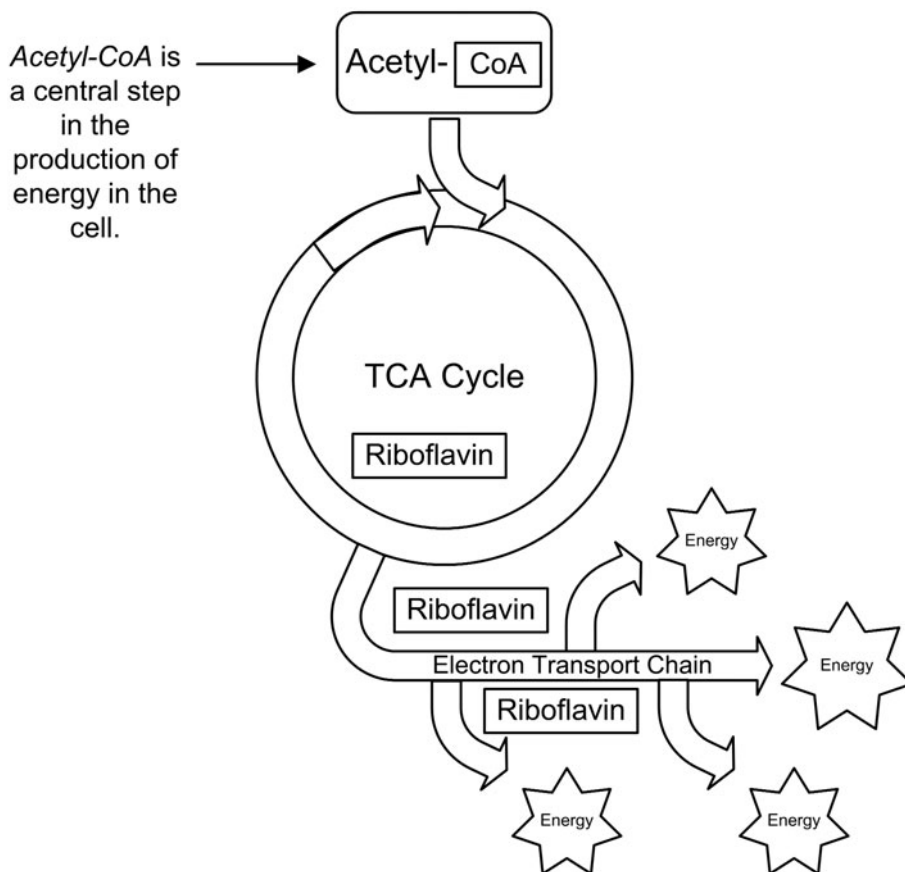 Acetyl-CoA is
a central step
in the
production of
energy in the
cell.
Acetyl- CoA
TCA Cycle
Riboflavin
Energy
Riboflavin
Electron Transport Chain
Energy
Riboflavin
Energy
Energy